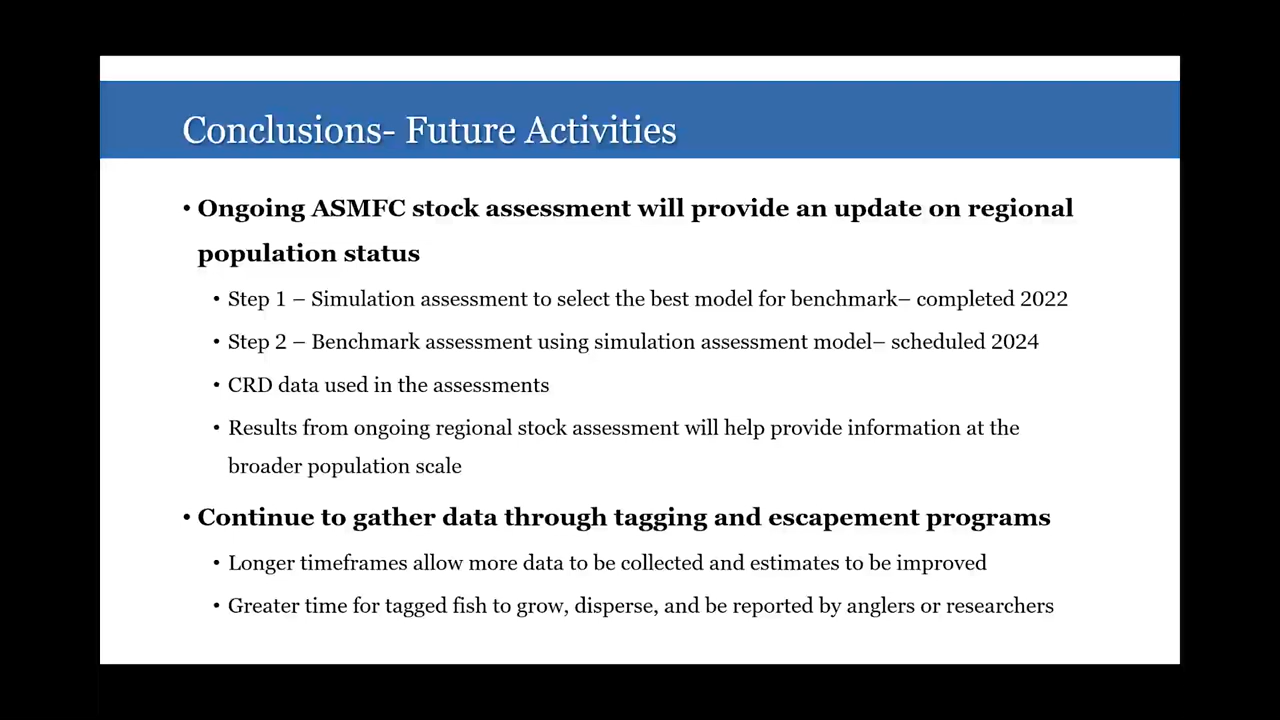 Conclusions- Future Activities
• Ongoing ASMFC stock assessment will provide an update on regional
population status
• Step 1 – Simulation assessment to select the best model for benchmark– completed 2022
• Step 2 – Benchmark assessment using simulation assessment model– scheduled 2024
• CRD data used in the assessments
• Results from ongoing regional stock assessment will help provide information at the
broader population scale
• Continue to gather data through tagging and escapement programs
• Longer timeframes allow more data to be collected and estimates to be improved
• Greater time for tagged fish to grow, disperse, and be reported by anglers or researchers